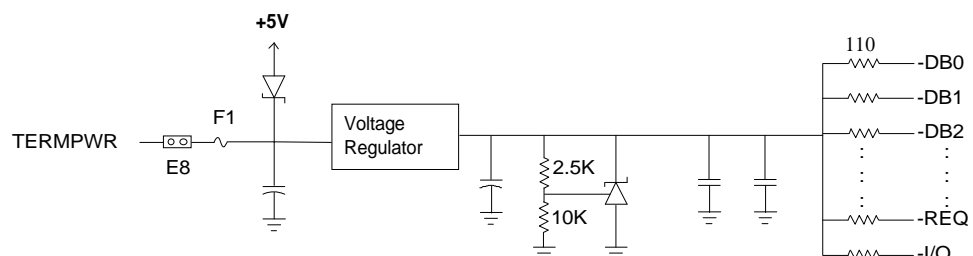 +5V
110
-DB0
-DB1
F1
Voltage
Regulator
TERMPWR
-DB2
E8
2.5K
10K
-REQ
-I/O